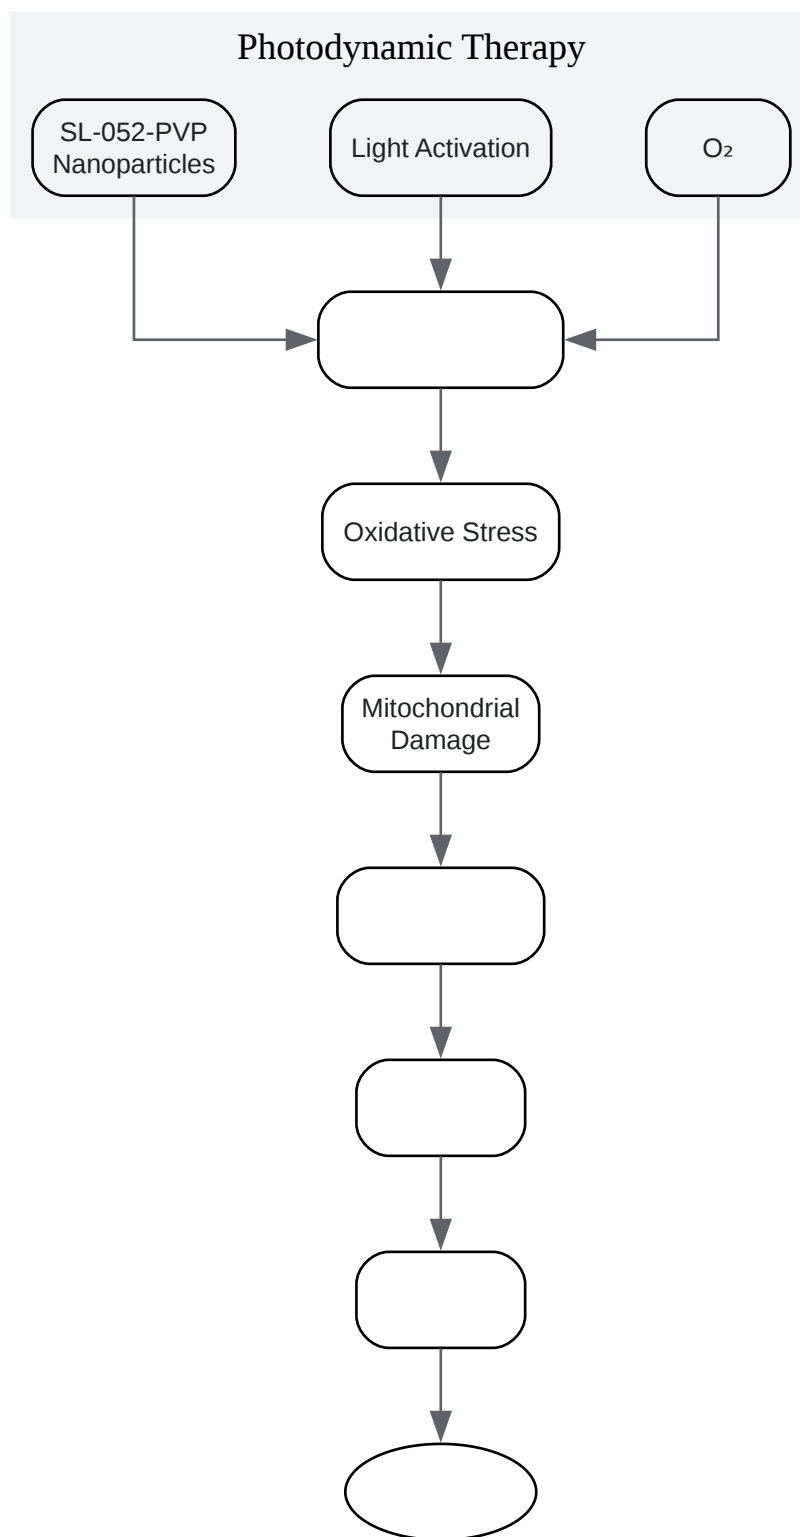 Photodynamic Therapy
SL-052-PVP
Nanoparticles
Light Activation
O₂
Oxidative Stress
Mitochondrial
Damage